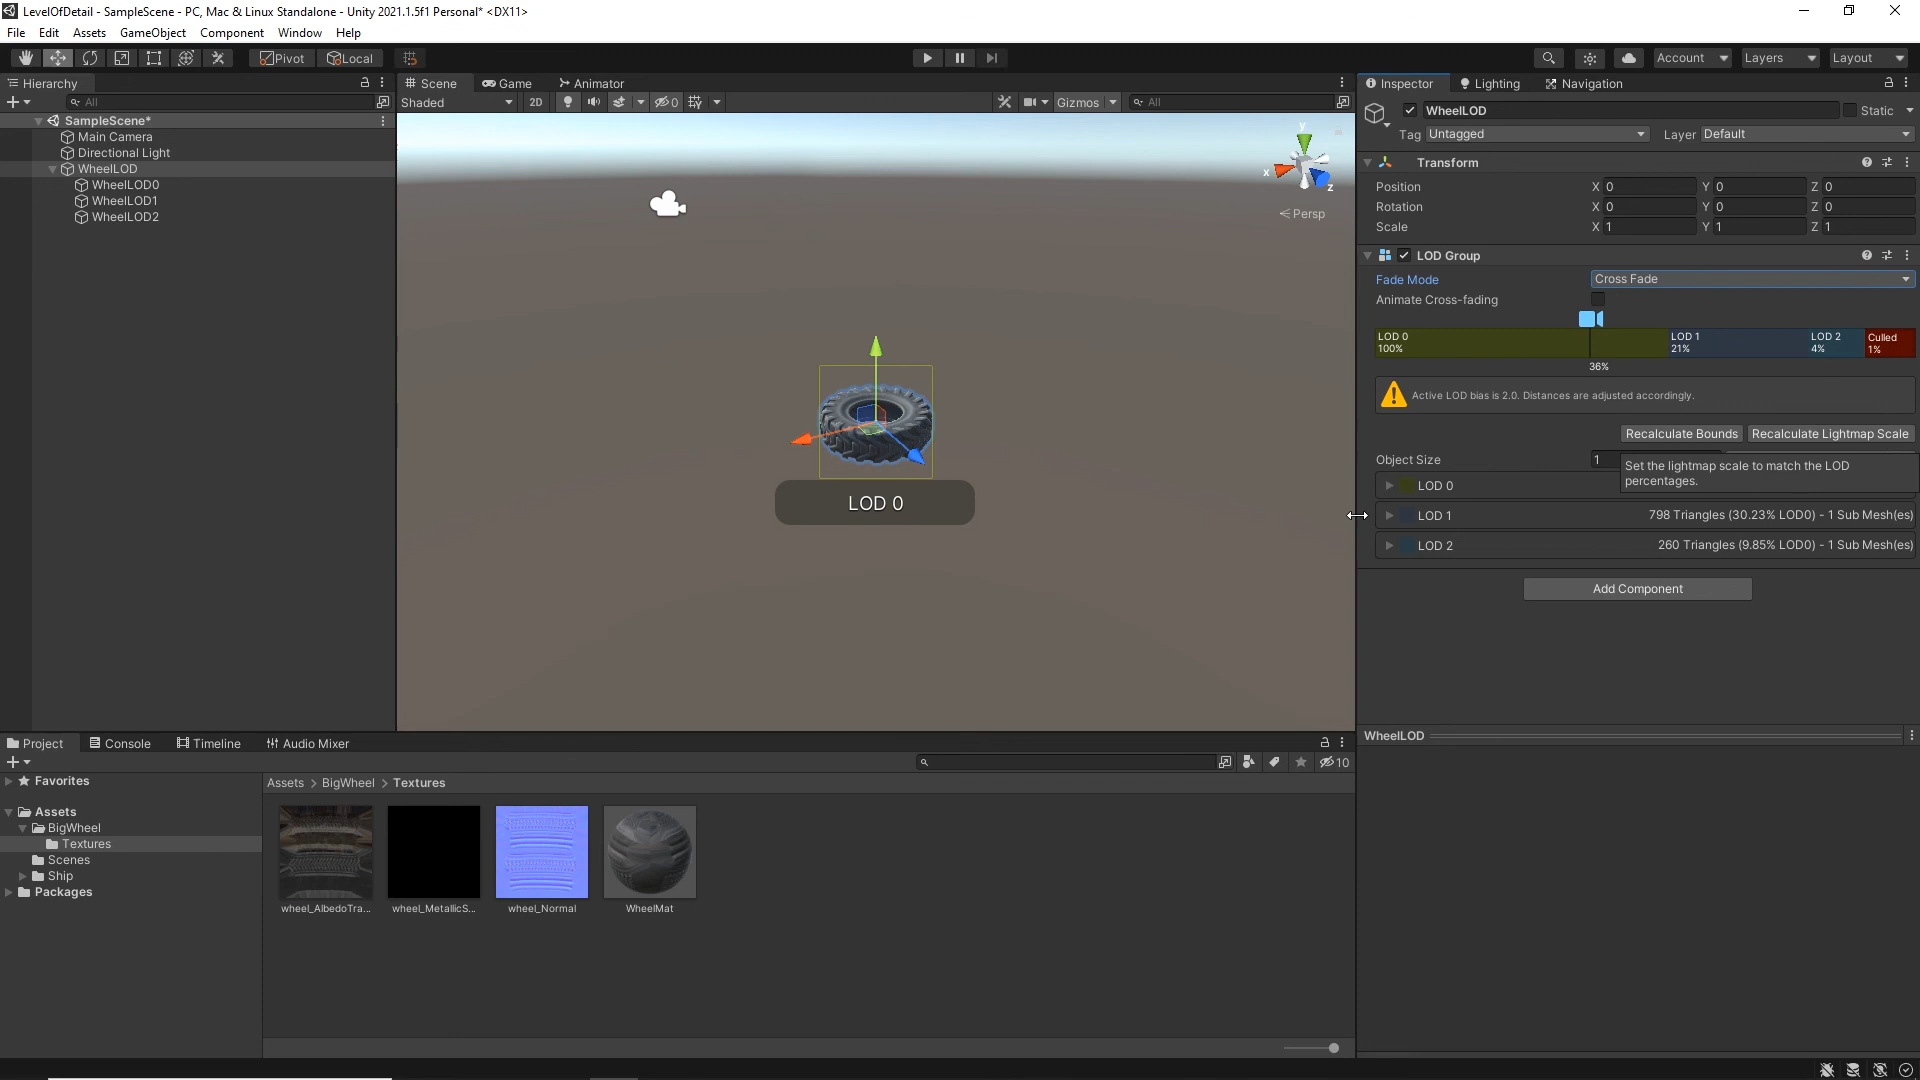 LevelOfDetail - SampleScene - PC, Mac & Linux Standalone - Unity 2021.1.5f1 Personal* <DX11>
File Edit Assets GameObject Component Window Help
Pivot Local Account Layers Layout
Hierarchy Scene Game Animator Inspector Lighting Navigation
All Shaded 2D 0 Gizmos All
WheelLOD Static
Tag Untagged Layer Default
SampleScene*
Main Camera
Directional Light
WheelLOD
WheelLOD0
WheelLOD1
WheelLOD2
y
x
z
Persp
LOD 0
Transform
Position X 0 Y 0 Z 0
Rotation X 0 Y 0 Z 0
Scale X 1 Y 1 Z 1
LOD Group
Fade Mode Cross Fade
Animate Cross-fading
LOD 0 LOD 1 LOD 2 Culled
100% 21% 4% 1%
36%
Active LOD bias is 2.0. Distances are adjusted accordingly.
Recalculate Bounds Recalculate Lightmap Scale
Object Size 1
Set the lightmap scale to match the LOD
percentages.
LOD 0
LOD 1 798 Triangles (30.23% LOD0) - 1 Sub Mesh(es)
LOD 2 260 Triangles (9.85% LOD0) - 1 Sub Mesh(es)
Add Component
WheelLOD
Project Console Timeline Audio Mixer
10
Favorites
Assets
BigWheel
Textures
Scenes
Ship
Packages
Assets > BigWheel > Textures
wheel_AlbedoTra... wheel_MetallicS... wheel_Normal WheelMat